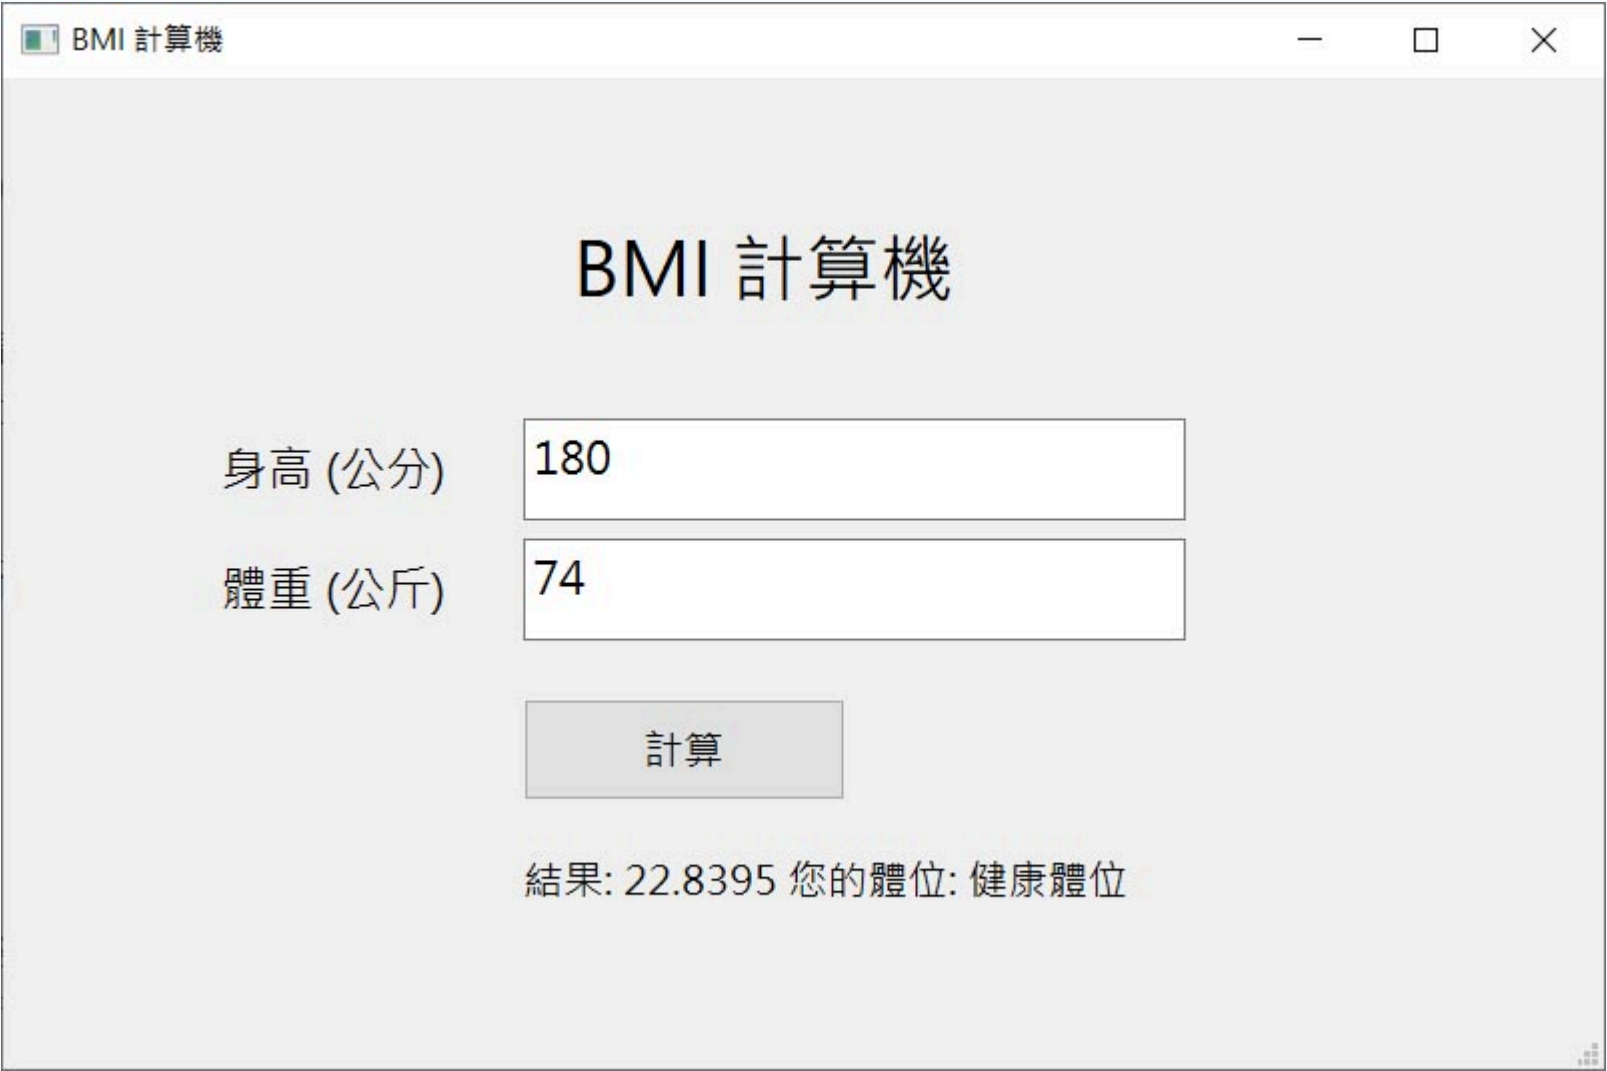 BMI 計算機
BMI 計算機
身高 (公分)
180
體重 (公斤)
74
計算
結果: 22.8395 您的體位: 健康體位